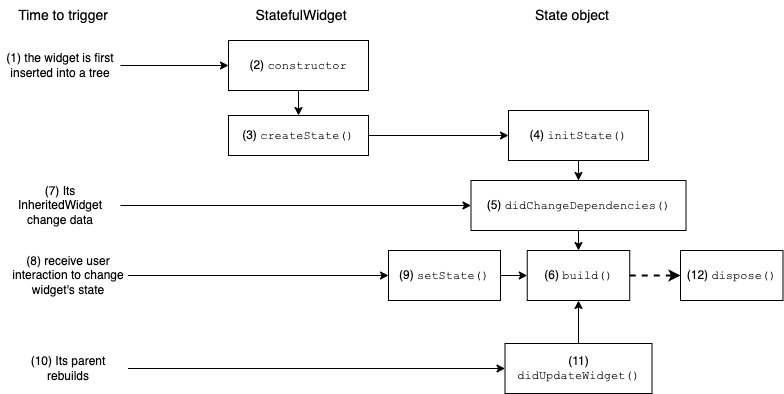 Time to trigger
StatefulWidget
State object
(1) the widget is first
inserted into a tree
(2) constructor
(3) createState()
(4) initState()
(7) Its
InheritedWidget
change data
(5) didChangeDependencies()
(8) receive user
interaction to change
widget's state
(9) setState()
(6) build()
(12) dispose()
(10) Its parent
rebuilds
(11)
didUpdateWidget()